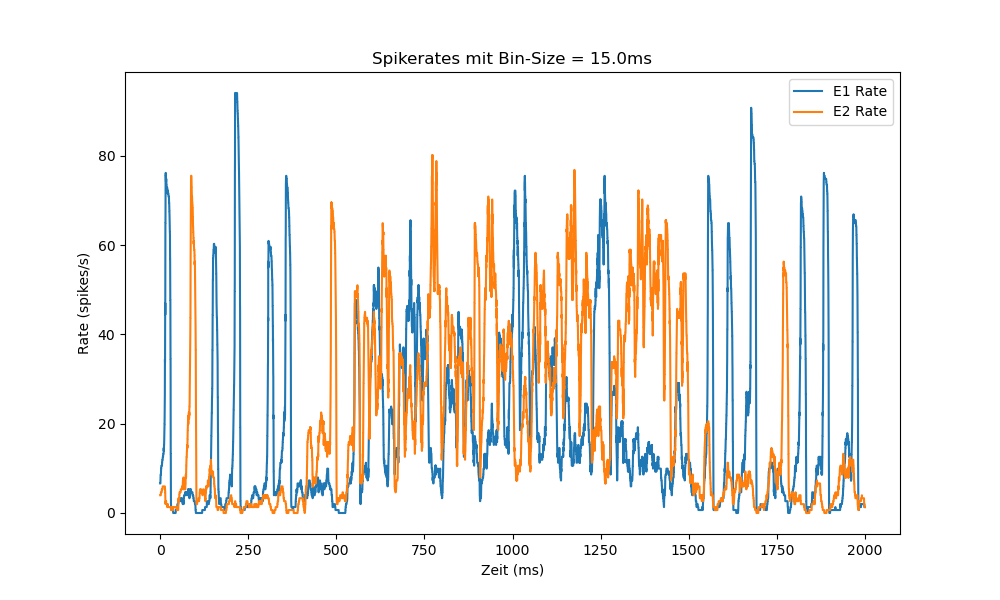 Spikerates mit Bin-Size = 15.0ms
E1 Rate
E2 Rate
Rate (spikes/s)
80
60
40
20
0
0 250 500 750 1000 1250 1500 1750 2000
Zeit (ms)